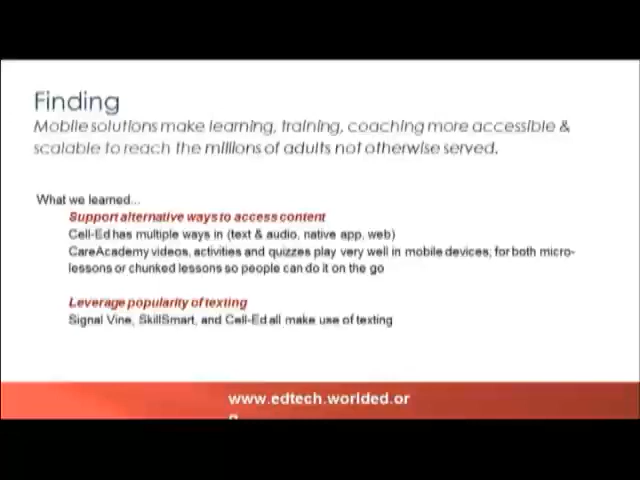 Finding
Mobile solutions make learning, training, coaching more accessible &
scalable to reach the millions of adults not otherwise served.
What we learned...
Support alternative ways to access content
Cell-Ed has multiple ways in (text & audio, native app, web)
CareAcademy videos, activities and quizzes play very well in mobile devices; for both micro-
lessons or chunked lessons so people can do it on the go
Leverage popularity of texting
Signal Vine, SkillSmart, and Cell-Ed all make use of texting
www.edtech.worlded.or
g